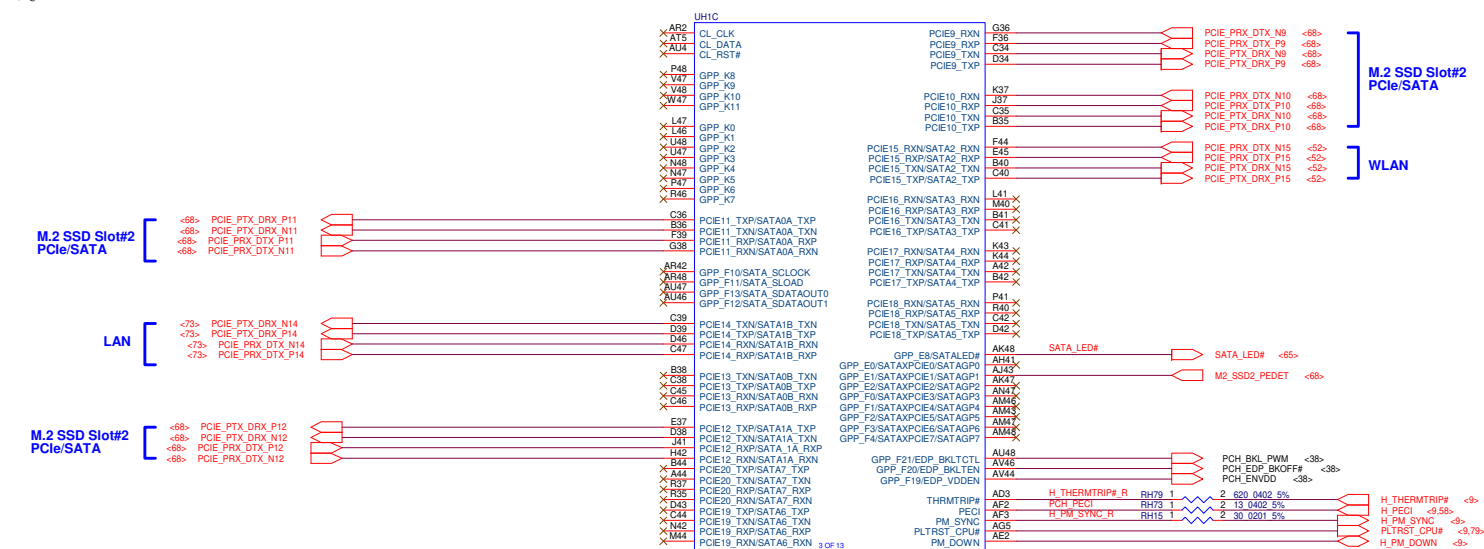 UH1C
AR2 CL_CLK
AT5 CL_DATA
AU4 CL_RST#
P48 GPP_K8
V47 GPP_K9
V48 GPP_K10
W47 GPP_K11
L47 GPP_K0
L46 GPP_K1
U48 GPP_K2
U47 GPP_K3
N48 GPP_K4
N47 GPP_K5
P47 GPP_K6
R46 GPP_K7
M.2 SSD Slot#2
PCIe/SATA
<68> PCIE_PTX_DRX_P11 C36 PCIE11_TXP/SATA0A_TXP
<68> PCIE_PTX_DRX_N11 B36 PCIE11_TXN/SATA0A_TXN
<68> PCIE_PRX_DTX_P11 F39 PCIE11_RXP/SATA0A_RXP
<68> PCIE_PRX_DTX_N11 G38 PCIE11_RXN/SATA0A_RXN
AR42 GPP_F10/SATA_SCLOCK
AR48 GPP_F11/SATA_SLOAD
AU47 GPP_F13/SATA_SDATAOUT0
AU46 GPP_F12/SATA_SDATAOUT1
LAN
<73> PCIE_PTX_DRX_N14 C39 PCIE14_TXN/SATA1B_TXN
<73> PCIE_PTX_DRX_P14 D39 PCIE14_TXP/SATA1B_TXP
<73> PCIE_PRX_DTX_N14 D46 PCIE14_RXN/SATA1B_RXN
<73> PCIE_PRX_DTX_P14 C47 PCIE14_RXP/SATA1B_RXP
B38 PCIE13_TXN/SATA0B_TXN
C38 PCIE13_TXP/SATA0B_TXP
C45 PCIE13_RXN/SATA0B_RXN
C46 PCIE13_RXP/SATA0B_RXP
M.2 SSD Slot#2
PCIe/SATA
<68> PCIE_PTX_DRX_P12 E37 PCIE12_TXP/SATA1A_TXP
<68> PCIE_PTX_DRX_N12 D38 PCIE12_TXN/SATA1A_TXN
<68> PCIE_PRX_DTX_P12 J41 PCIE12_RXP/SATA_1A_RXP
<68> PCIE_PRX_DTX_N12 H42 PCIE12_RXN/SATA1A_RXN
B44 PCIE20_TXP/SATA7_TXP
A44 PCIE20_TXN/SATA7_TXN
R37 PCIE20_RXP/SATA7_RXP
R35 PCIE20_RXN/SATA7_RXN
D43 PCIE19_TXP/SATA6_TXP
C44 PCIE19_TXN/SATA6_TXN
N42 PCIE19_RXP/SATA6_RXP
M44 PCIE19_RXN/SATA6_RXN
3 OF 13
PCIE9_RXN G36 PCIE_PRX_DTX_N9 <68>
PCIE9_RXP F36 PCIE_PRX_DTX_P9 <68>
PCIE9_TXN C34 PCIE_PTX_DRX_N9 <68>
PCIE9_TXP D34 PCIE_PTX_DRX_P9 <68>
M.2 SSD Slot#2
PCIe/SATA
PCIE10_RXN K37 PCIE_PRX_DTX_N10 <68>
PCIE10_RXP J37 PCIE_PRX_DTX_P10 <68>
PCIE10_TXN C35 PCIE_PTX_DRX_N10 <68>
PCIE10_TXP B35 PCIE_PTX_DRX_P10 <68>
PCIE15_RXN/SATA2_RXN F44 PCIE_PRX_DTX_N15 <52>
PCIE15_RXP/SATA2_RXP E45 PCIE_PRX_DTX_P15 <52>
PCIE15_TXN/SATA2_TXN B40 PCIE_PTX_DRX_N15 <52>
PCIE15_TXP/SATA2_TXP C40 PCIE_PTX_DRX_P15 <52>
WLAN
PCIE16_RXN/SATA3_RXN L41
PCIE16_RXP/SATA3_RXP M40
PCIE16_TXN/SATA3_TXN B41
PCIE16_TXP/SATA3_TXP C41
PCIE17_RXN/SATA4_RXN K43
PCIE17_RXP/SATA4_RXP K44
PCIE17_TXN/SATA4_TXN A42
PCIE17_TXP/SATA4_TXP B42
PCIE18_RXN/SATA5_RXN P41
PCIE18_RXP/SATA5_RXP R40
PCIE18_TXN/SATA5_TXN C42
PCIE18_TXP/SATA5_TXP D42
GPP_E8/SATALED# AK48 SATA_LED# SATA_LED# <65>
GPP_E0/SATAXPCIE0/SATAGP0 AH41
GPP_E1/SATAXPCIE1/SATAGP1 AJ43 M2_SSD2_PEDET <68>
GPP_E2/SATAXPCIE2/SATAGP2 AK47
GPP_F0/SATAXPCIE3/SATAGP3 AN47
GPP_F1/SATAXPCIE4/SATAGP4 AM46
GPP_F2/SATAXPCIE5/SATAGP5 AM43
GPP_F3/SATAXPCIE6/SATAGP6 AM47
GPP_F4/SATAXPCIE7/SATAGP7 AM48
GPP_F21/EDP_BKLTCTL AU48 PCH_BKL_PWM <38>
GPP_F20/EDP_BKLTEN AV46 PCH_EDP_BKOFF# <38>
GPP_F19/EDP_VDDEN AV44 PCH_ENVDD <38>
THRMTRIP# AD3 H_THERMTRIP#_R RH79 1 2 620_0402_5% H_THERMTRIP# <9>
PECI AF2 PCH_PECI RH73 1 2 13_0402_5% H_PECI <9,58>
PM_SYNC AF3 H_PM_SYNC_R RH15 1 2 30_0201_5% H_PM_SYNC <9>
PLTRST_CPU# AG5 PLTRST_CPU# <9,79>
PM_DOWN AE2 H_PM_DOWN <9>